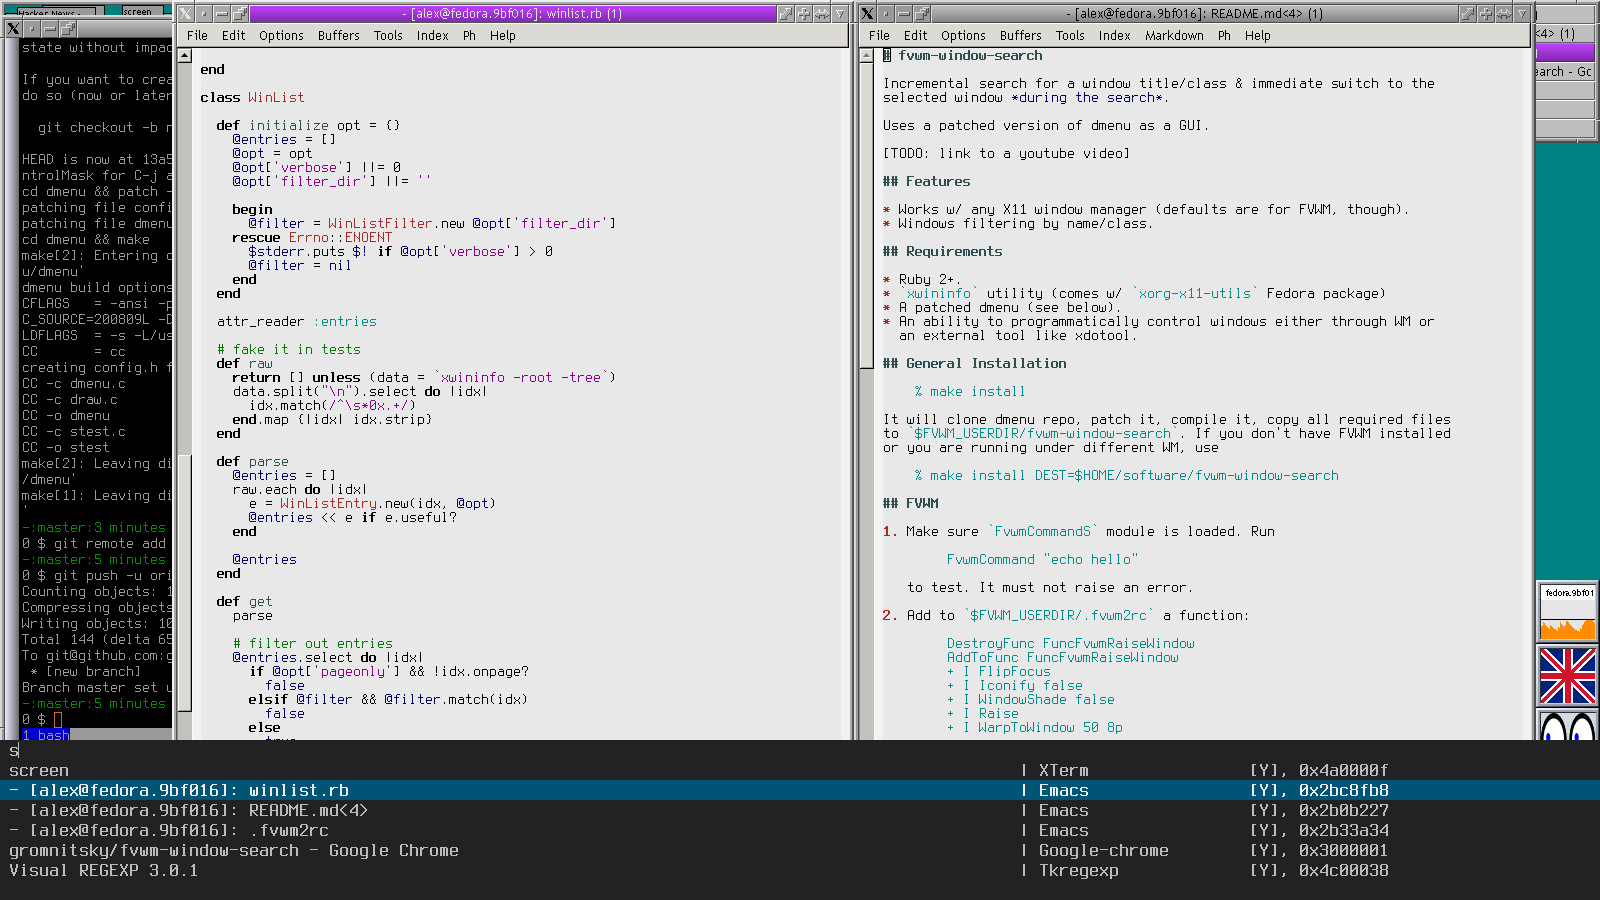 Hacker News -
screen
state without impac
If you want to crea
do so (now or later
git checkout -b n
HEAD is now at 13a5
ntrolMask for C-j a
cd dmenu && patch -
patching file confi
patching file dmenu
cd dmenu && make
make[2]: Entering d
u/dmenu'
dmenu build options
CFLAGS   = -ansi -p
C_SOURCE=200809L -D
LDFLAGS  = -s -L/us
CC       = cc
creating config.h f
CC -c dmenu.c
CC -c draw.c
CC -o dmenu
CC -c stest.c
CC -o stest
make[2]: Leaving di
/dmenu'
make[1]: Leaving di
'
-:master:3 minutes
0 $ git remote add
-:master:5 minutes
0 $ git push -u ori
Counting objects: 1
Compressing objects
Writing objects: 10
Total 144 (delta 65
To git@github.com:g
* [new branch]
Branch master set u
-:master:5 minutes
0 $
1 bash
- [alex@fedora.9bf016]: winlist.rb (1)
File Edit Options Buffers Tools Index Ph Help
end
class WinList
def initialize opt = {}
@entries = []
@opt = opt
@opt['verbose'] ||= 0
@opt['filter_dir'] ||= ''
begin
@filter = WinListFilter.new @opt['filter_dir']
rescue Errno::ENOENT
$stderr.puts $! if @opt['verbose'] > 0
@filter = nil
end
end
attr_reader :entries
# fake it in tests
def raw
return [] unless (data = `xwininfo -root -tree`)
data.split("\n").select do |idx|
idx.match(/^\s*0x.+/)
end.map {|idx| idx.strip}
end
def parse
@entries = []
raw.each do |idx|
e = WinListEntry.new(idx, @opt)
@entries << e if e.useful?
end
@entries
end
def get
parse
# filter out entries
@entries.select do |idx|
if @opt['pageonly'] && !idx.onpage?
false
elsif @filter && @filter.match(idx)
false
else
- [alex@fedora.9bf016]: README.md<4> (1)
File Edit Options Buffers Tools Index Markdown Ph Help
# fvwm-window-search
Incremental search for a window title/class & immediate switch to the
selected window *during the search*.
Uses a patched version of dmenu as a GUI.
[TODO: link to a youtube video]
## Features
* Works w/ any X11 window manager (defaults are for FVWM, though).
* Windows filtering by name/class.
## Requirements
* Ruby 2+.
* `xwininfo` utility (comes w/ `xorg-x11-utils` Fedora package)
* A patched dmenu (see below).
* An ability to programmatically control windows either through WM or
an external tool like xdotool.
## General Installation
% make install
It will clone dmenu repo, patch it, compile it, copy all required files
to `$FVWM_USERDIR/fvwm-window-search`. If you don't have FVWM installed
or you are running under different WM, use
% make install DEST=$HOME/software/fvwm-window-search
## FVWM
1. Make sure `FvwmCommandS` module is loaded. Run
FvwmCommand "echo hello"
to test. It must not raise an error.
2. Add to `$FVWM_USERDIR/.fvwm2rc` a function:
DestroyFunc FuncFvwmRaiseWindow
AddToFunc FuncFvwmRaiseWindow
+ I FlipFocus
+ I Iconify false
+ I WindowShade false
+ I Raise
+ I WarpToWindow 50 8p
<4> (1)
earch - Gc
fedora.9bf01
s
screen | XTerm [Y], 0x4a0000f
- [alex@fedora.9bf016]: winlist.rb | Emacs [Y], 0x2bc8fb8
- [alex@fedora.9bf016]: README.md<4> | Emacs [Y], 0x2b0b227
- [alex@fedora.9bf016]: .fvwm2rc | Emacs [Y], 0x2b33a34
gromnitsky/fvwm-window-search - Google Chrome | Google-chrome [Y], 0x3000001
Visual REGEXP 3.0.1 | Tkregexp [Y], 0x4c00038